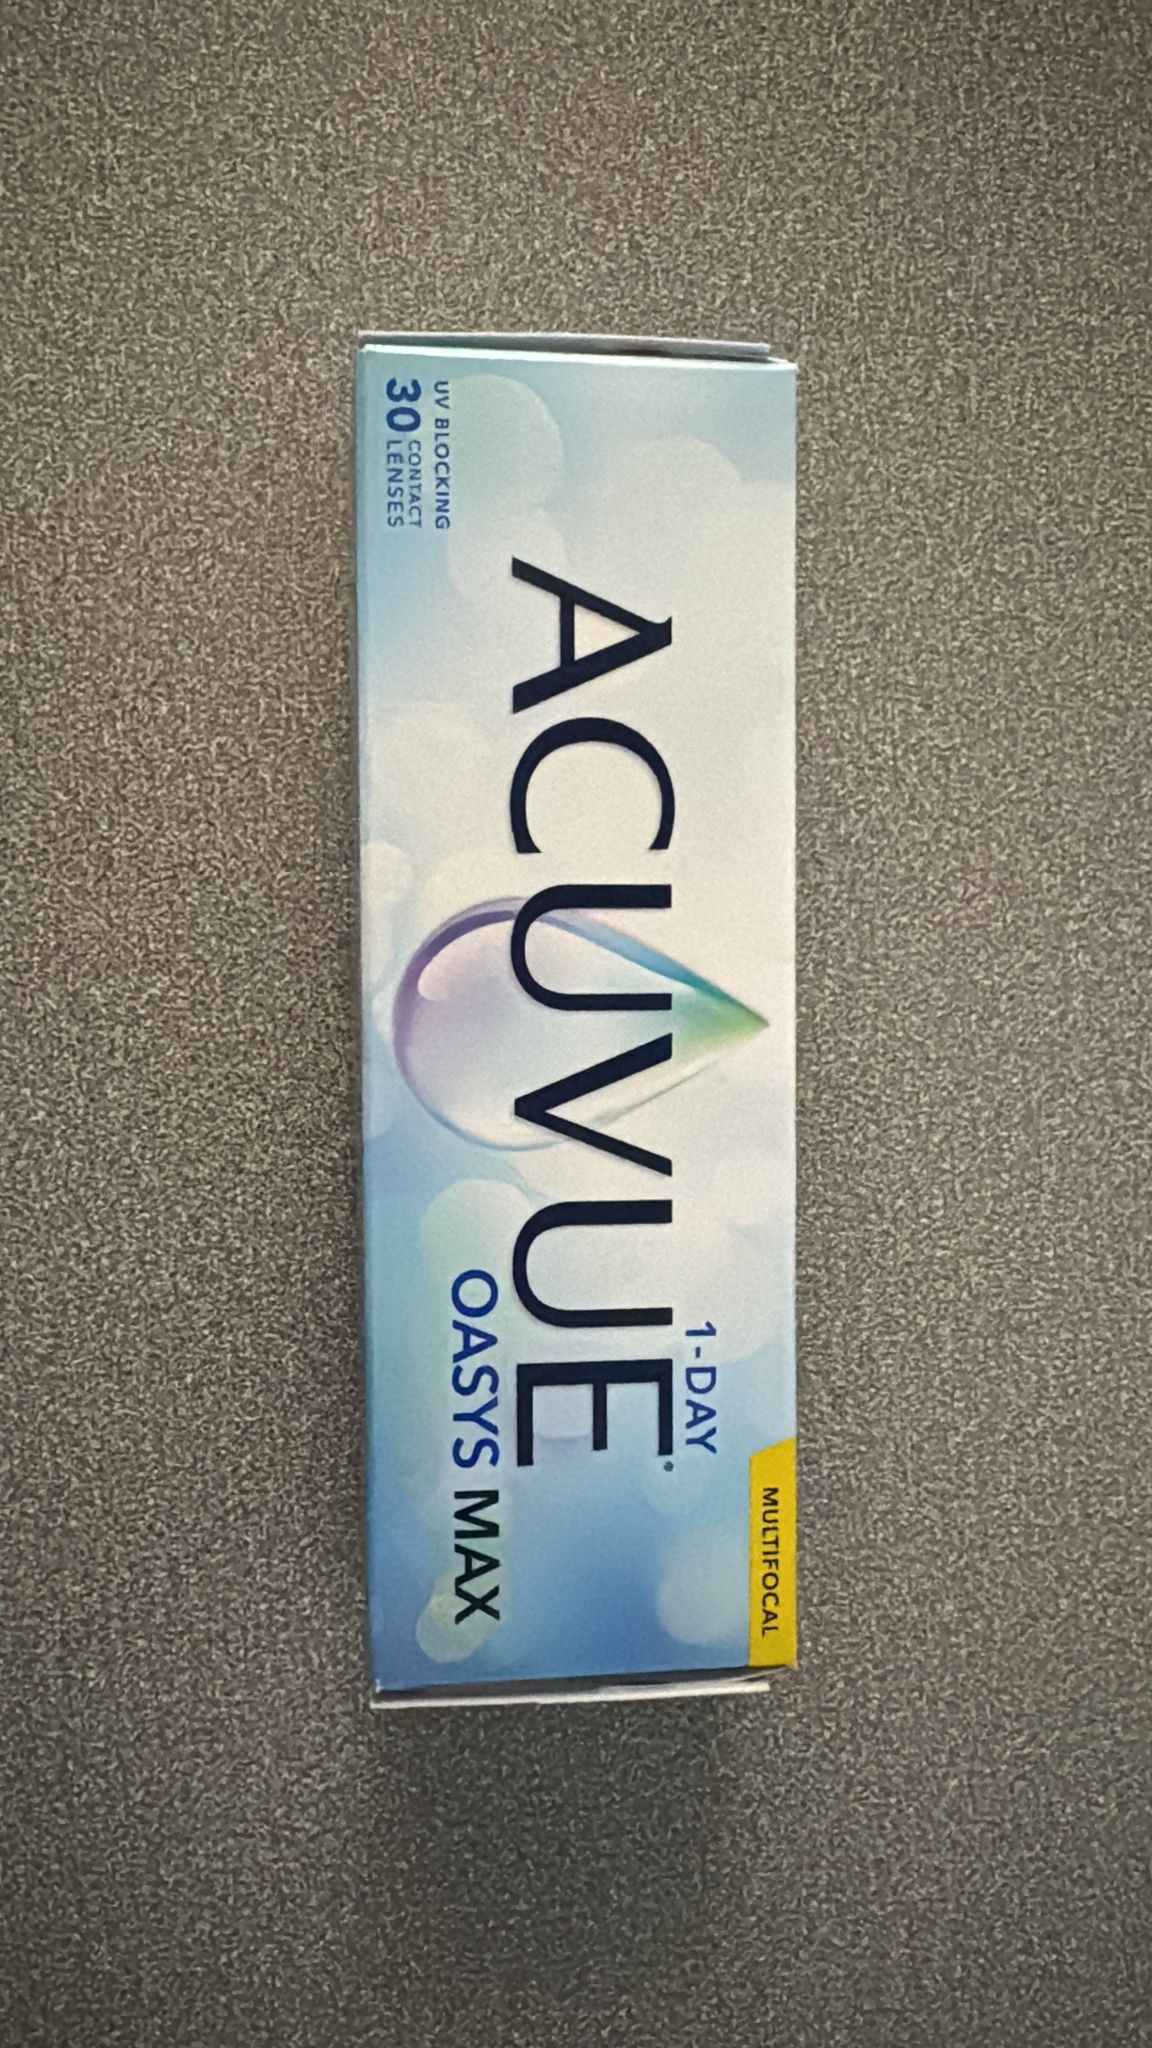 MULTIFOCAL
1-DAY
ACUVUE®
OASYS MAX
UV BLOCKING
30 CONTACT
LENSES